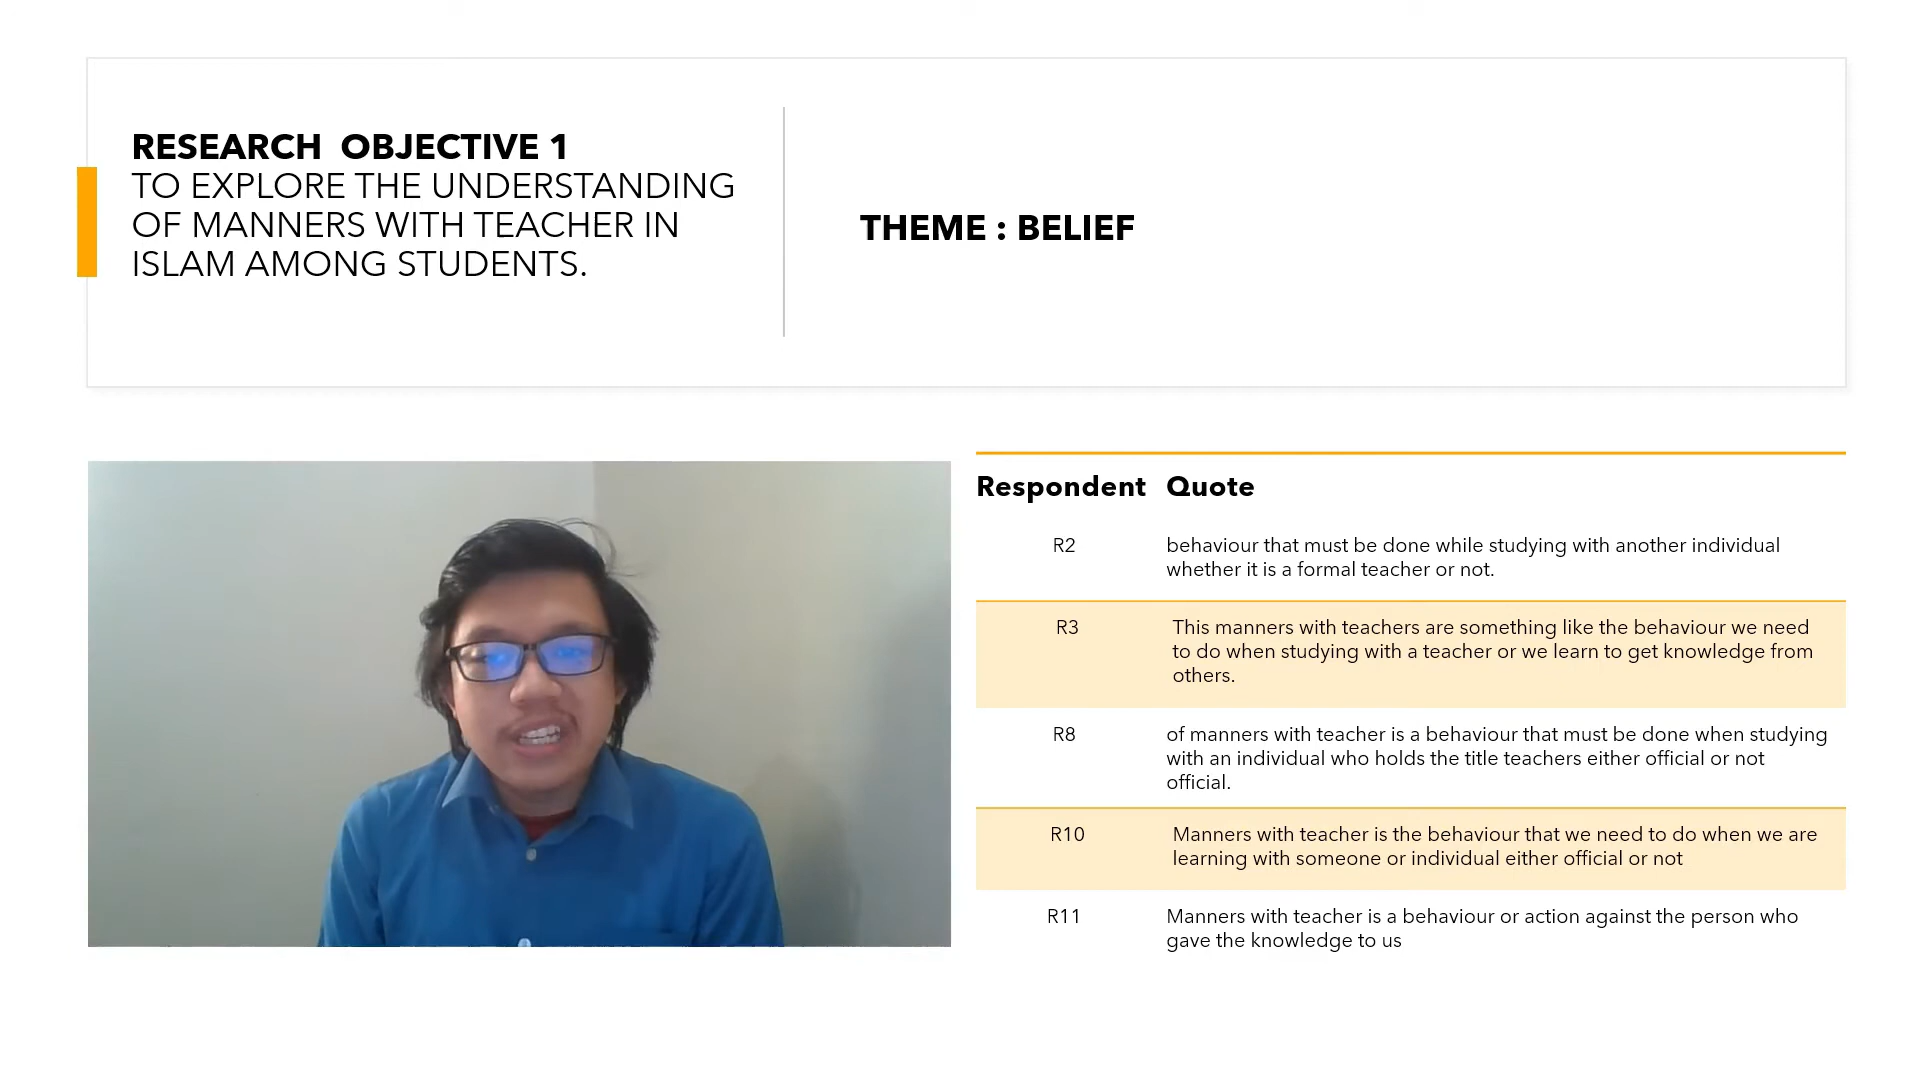 RESEARCH OBJECTIVE 1
TO EXPLORE THE UNDERSTANDING
OF MANNERS WITH TEACHER IN
ISLAM AMONG STUDENTS.
THEME : BELIEF
Respondent Quote
R2 behaviour that must be done while studying with another individual
whether it is a formal teacher or not.
R3 This manners with teachers are something like the behaviour we need
to do when studying with a teacher or we learn to get knowledge from
others.
R8 of manners with teacher is a behaviour that must be done when studying
with an individual who holds the title teachers either official or not
official.
R10 Manners with teacher is the behaviour that we need to do when we are
learning with someone or individual either official or not
R11 Manners with teacher is a behaviour or action against the person who
gave the knowledge to us